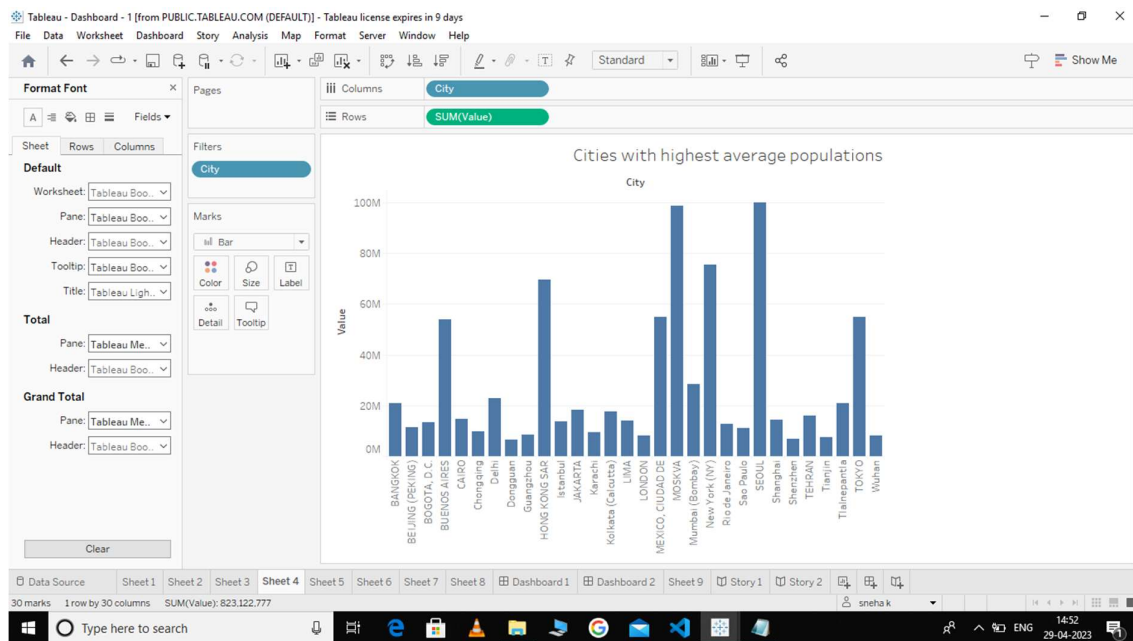 Tableau - Dashboard - 1 [from PUBLIC.TABLEAU.COM (DEFAULT)] - Tableau license expires in 9 days
File Data Worksheet Dashboard Story Analysis Map Format Server Window Help
Standard
Show Me
Format Font
Fields
Sheet Rows Columns
Default
Worksheet: Tableau Boo..
Pane: Tableau Boo..
Header: Tableau Boo..
Tooltip: Tableau Boo..
Title: Tableau Ligh..
Total
Pane: Tableau Me..
Header: Tableau Boo..
Grand Total
Pane: Tableau Me..
Header: Tableau Boo..
Clear
Pages
Filters
City
Marks
Bar
Color Size Label
Detail Tooltip
Columns City
Rows SUM(Value)
Cities with highest average populations
City
Value
100M
80M
60M
40M
20M
0M
BANGKOK
BEIJING (PEKING)
BOGOTA, D.C.
BUENOS AIRES
CAIRO
Chongqing
Delhi
Dongguan
Guangzhou
HONG KONG SAR
Istanbul
JAKARTA
Karachi
Kolkata (Calcutta)
LIMA
LONDON
MEXICO, CIUDAD DE
MOSKVA
Mumbai (Bombay)
New York (NY)
Rio de Janeiro
Sao Paulo
SEOUL
Shanghai
Shenzhen
TEHRAN
Tianjin
Tlalnepantla
TOKYO
Wuhan
Data Source Sheet 1 Sheet 2 Sheet 3 Sheet 4 Sheet 5 Sheet 6 Sheet 7 Sheet 8 Dashboard 1 Dashboard 2 Sheet 9 Story 1 Story 2
30 marks 1 row by 30 columns SUM(Value): 823,122,777
sneha k
Type here to search
ENG
14:52
29-04-2023